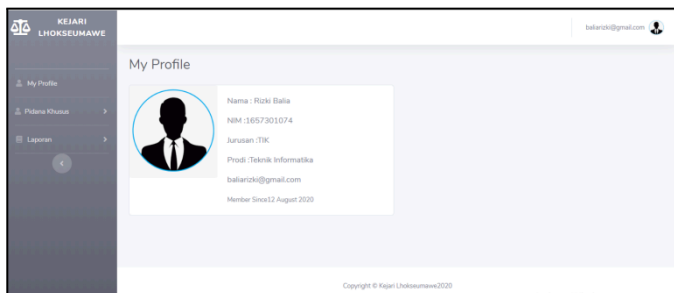 KEJARI
LHOKSEUMAWE
baliarizki@gmail.com
My Profile
My Profile
Pidana Khusus
Laporan
Nama : Rizki Balia
NIM :1657301074
Jurusan :TIK
Prodi :Teknik Informatika
baliarizki@gmail.com
Member Since12 August 2020
Copyright © Kejari Lhokseumawe2020